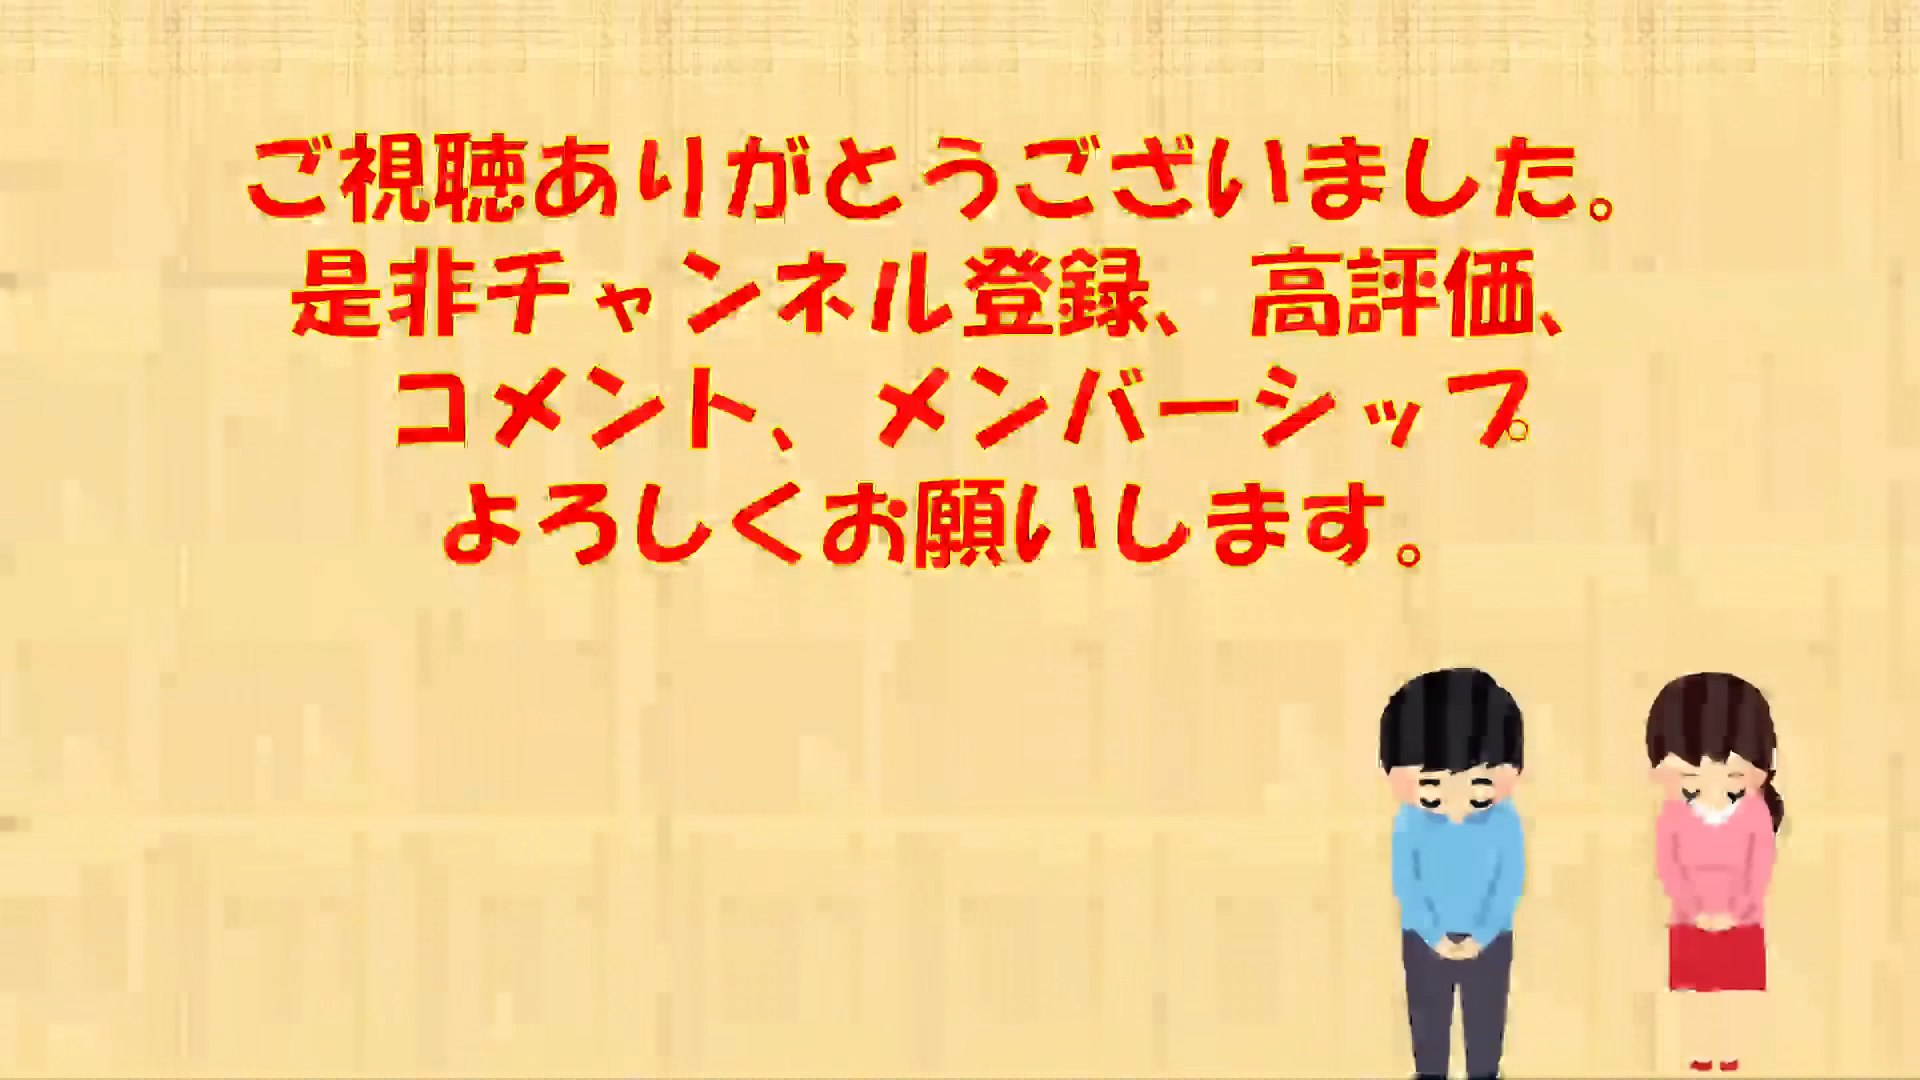 ご視聴ありがとうございました。
是非チャンネル登録、高評価、
コメント、メンバーシップ
よろしくお願いします。